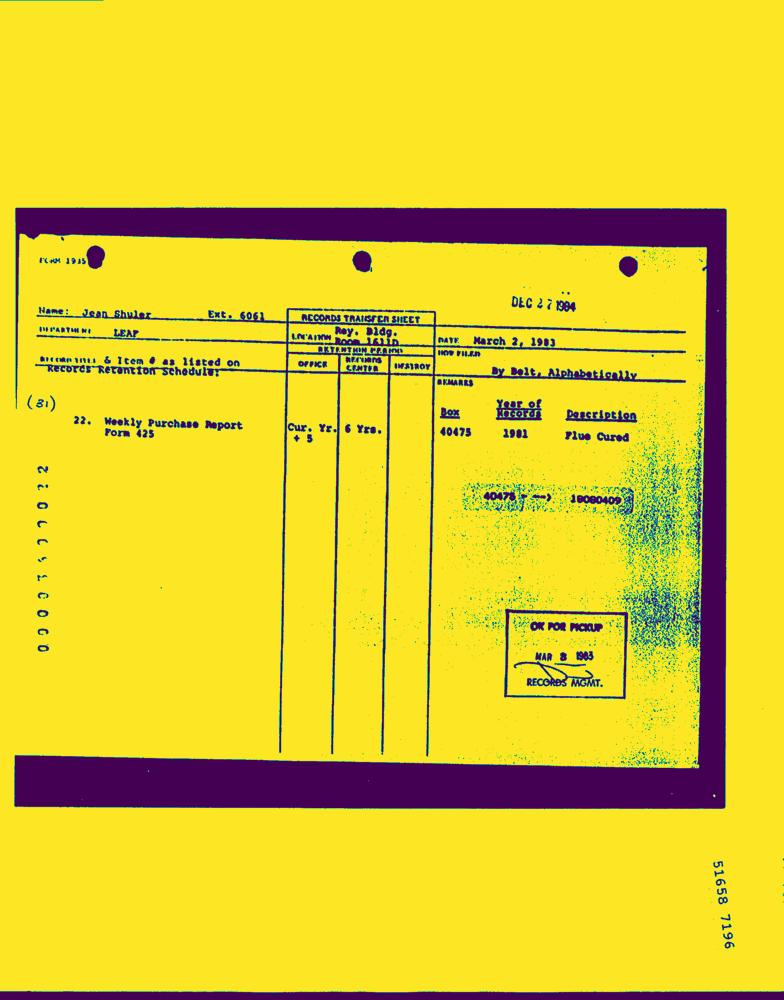 FORM 1935
DEC 27 1984
Name: Jean Shuler Ext. 6061
RECORDS TRANSFER SHEET
DEPARTMENT LEAF
LOCATION Rey. Bldg.
Room 1611D
DATE March 2, 1983
RETENTION PERIOD
HOW FILED
RECORD TITLE & Item # as listed on
Records Retention Schedule:
OFFICE RECORDS CENTER DESTROY
By Belt, Alphabetically
REMARKS
(31)
Box Year of Records Description
22. Weekly Purchase Report
Form 425
Cur. Yr. + 5
6 Yrs.
40475 1981 Flue Cured
40475 - --> 18080409
OK FOR PICKUP
MAR 8 1983
RECORDS MGMT.
51658 7196